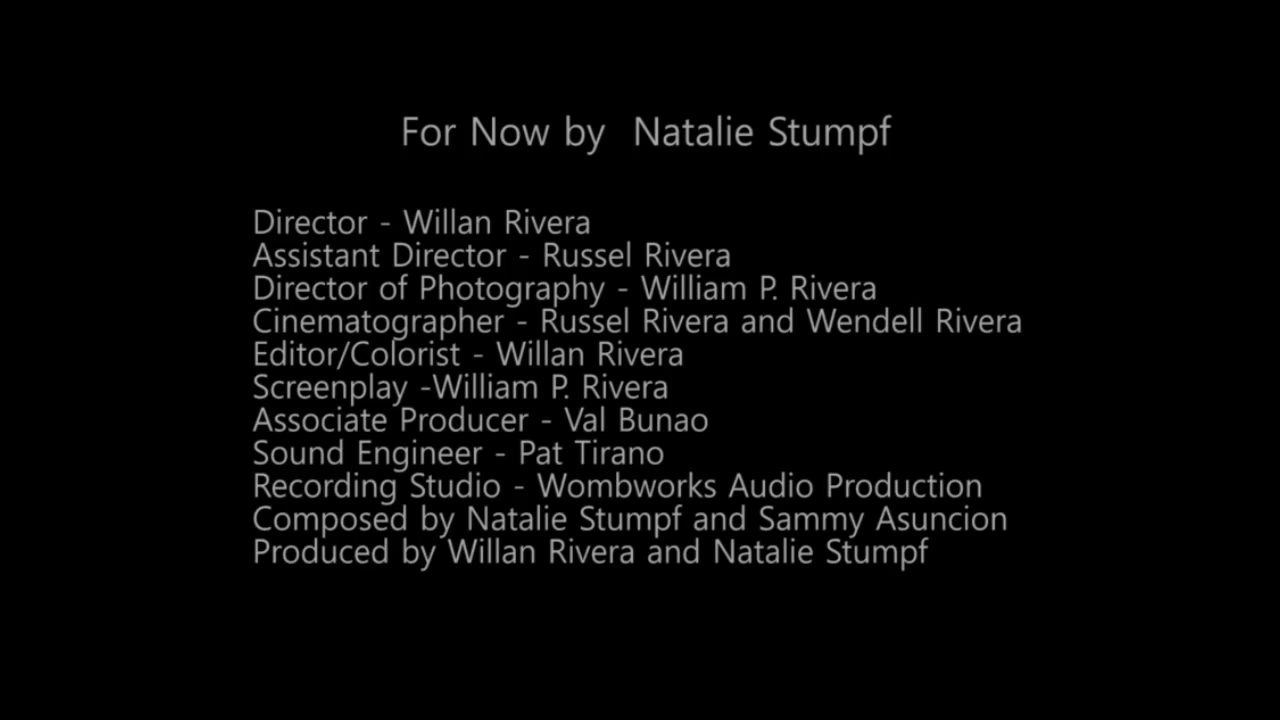 For Now by  Natalie Stumpf
Director - Willan Rivera
Assistant Director - Russel Rivera
Director of Photography - William P. Rivera
Cinematographer - Russel Rivera and Wendell Rivera
Editor/Colorist - Willan Rivera
Screenplay -William P. Rivera
Associate Producer - Val Bunao
Sound Engineer - Pat Tirano
Recording Studio - Wombworks Audio Production
Composed by Natalie Stumpf and Sammy Asuncion
Produced by Willan Rivera and Natalie Stumpf